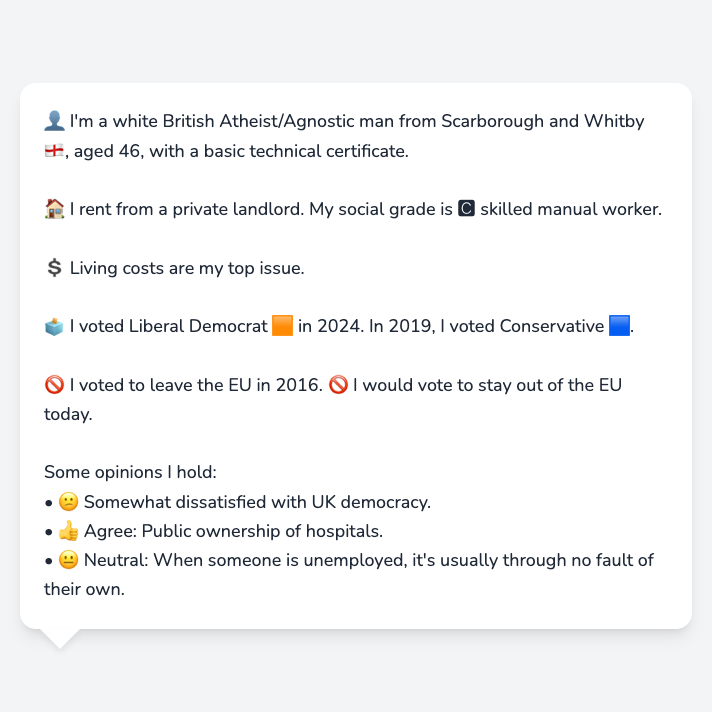 👤 I'm a white British Atheist/Agnostic man from Scarborough and Whitby
🏴󠁧󠁢󠁥󠁮󠁧󠁿, aged 46, with a basic technical certificate.
🏠 I rent from a private landlord. My social grade is 🅲 skilled manual worker.
💲 Living costs are my top issue.
🗳️ I voted Liberal Democrat 🟧 in 2024. In 2019, I voted Conservative 🟦.
🚫 I voted to leave the EU in 2016. 🚫 I would vote to stay out of the EU
today.
Some opinions I hold:
• 🙁 Somewhat dissatisfied with UK democracy.
• 👍 Agree: Public ownership of hospitals.
• 😐 Neutral: When someone is unemployed, it's usually through no fault of
their own.